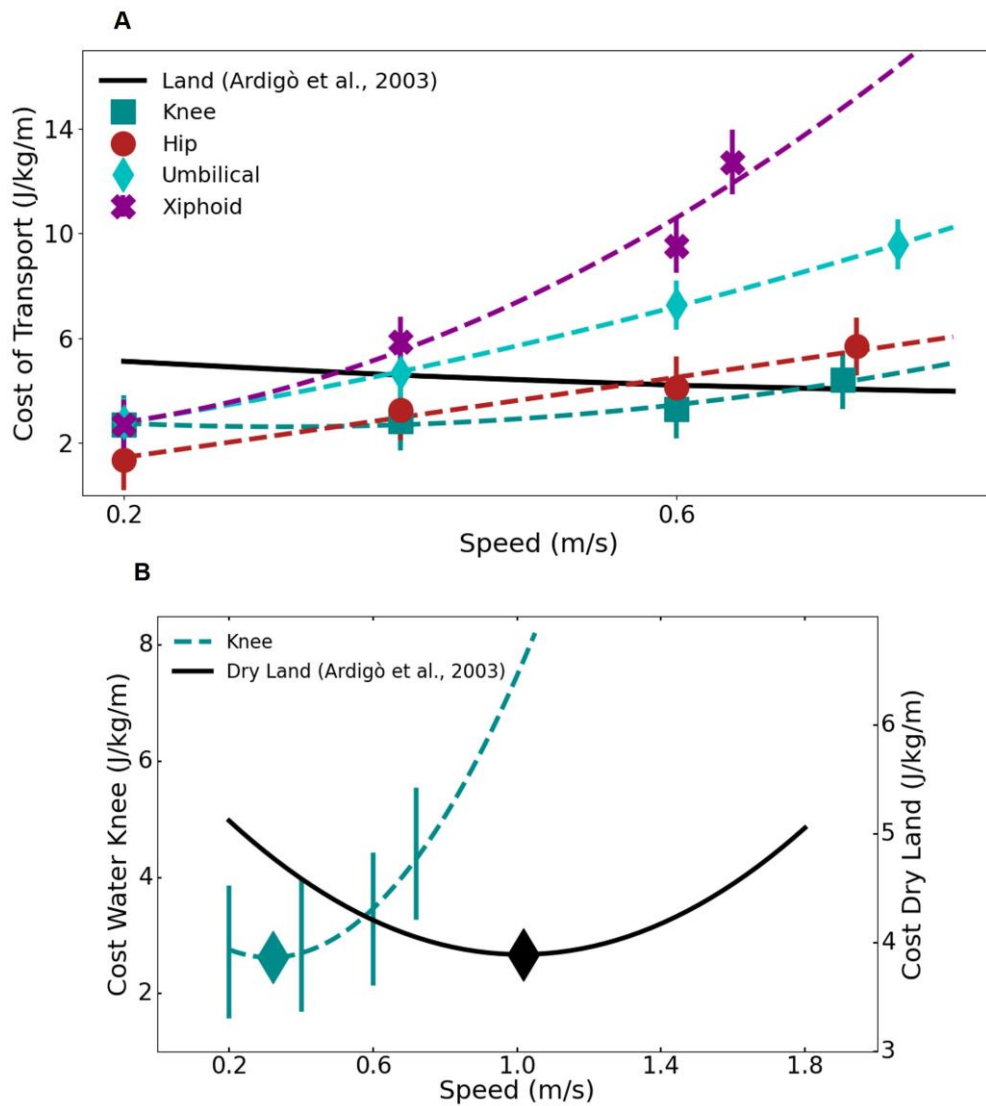 A
Cost of Transport (J/kg/m)
14
10
6
2
Land (Ardigò et al., 2003)
Knee
Hip
Umbilical
Xiphoid
0.2
0.6
Speed (m/s)
B
Cost Water Knee (J/kg/m)
8
6
4
2
Knee
Dry Land (Ardigò et al., 2003)
6
5
4
3
Cost Dry Land (J/kg/m)
0.2
0.6
1.0
1.4
1.8
Speed (m/s)